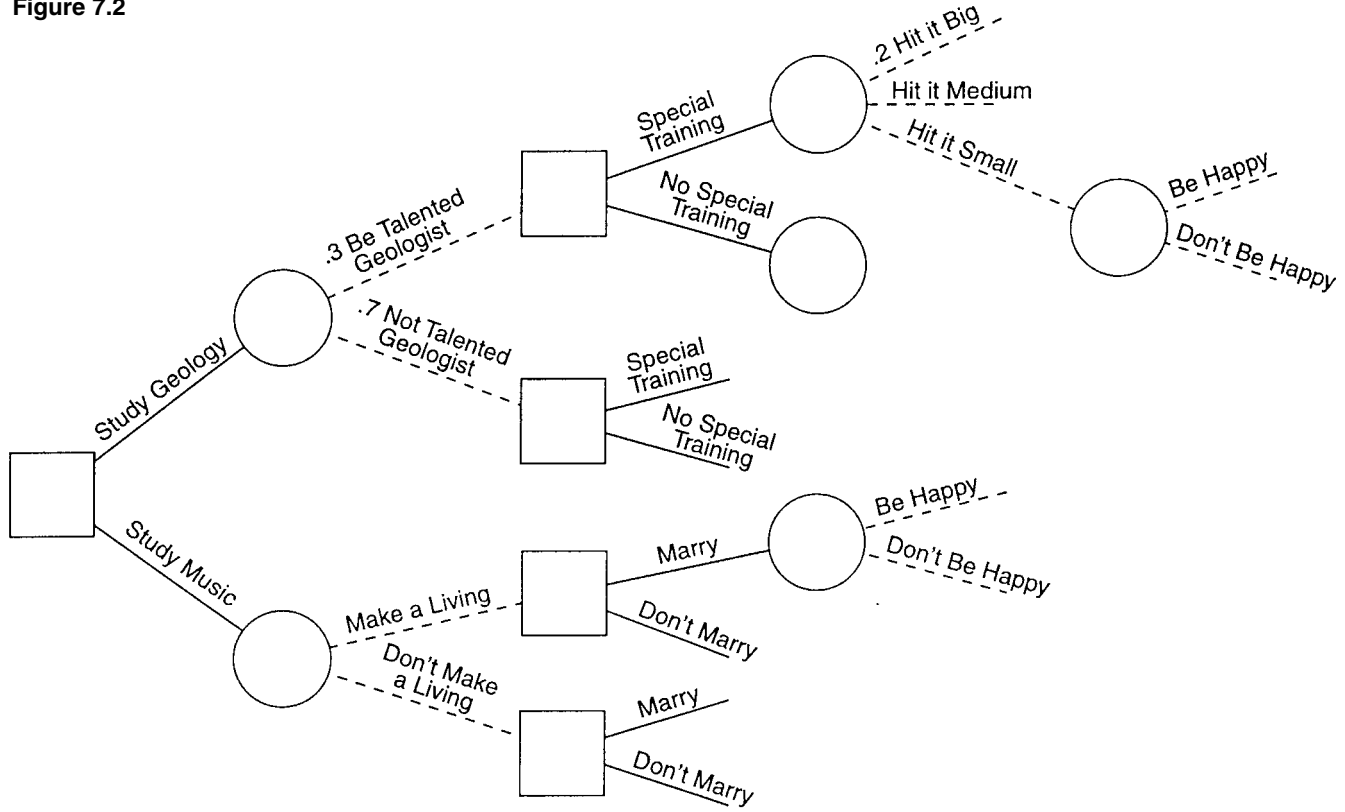 Figure 7.2
.2 Hit it Big
Hit it Medium
Hit it Small
Special
Training
No Special
Training
Be Happy
Don't Be Happy
.3 Be Talented
Geologist
.7 Not Talented
Geologist
Special
Training
No Special
Training
Study Geology
Study Music
Make a Living
Don't Make
a Living
Marry
Don't Marry
Be Happy
Don't Be Happy
Marry
Don't Marry